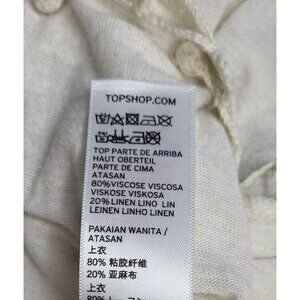 TOPSHOP.COM
TOP PARTE DE ARRIBA
HAUT OBERTEIL
PARTE DE CIMA
ATASAN
80%VISCOSE VISCOSA
VISKOSE VISKOSA
20%LINEN LINO LIN
LEINEN LINHO LINEN
PAKAIAN WANITA /
ATASAN
上衣
80% 粘胶纤维
20% 亚麻布
上衣